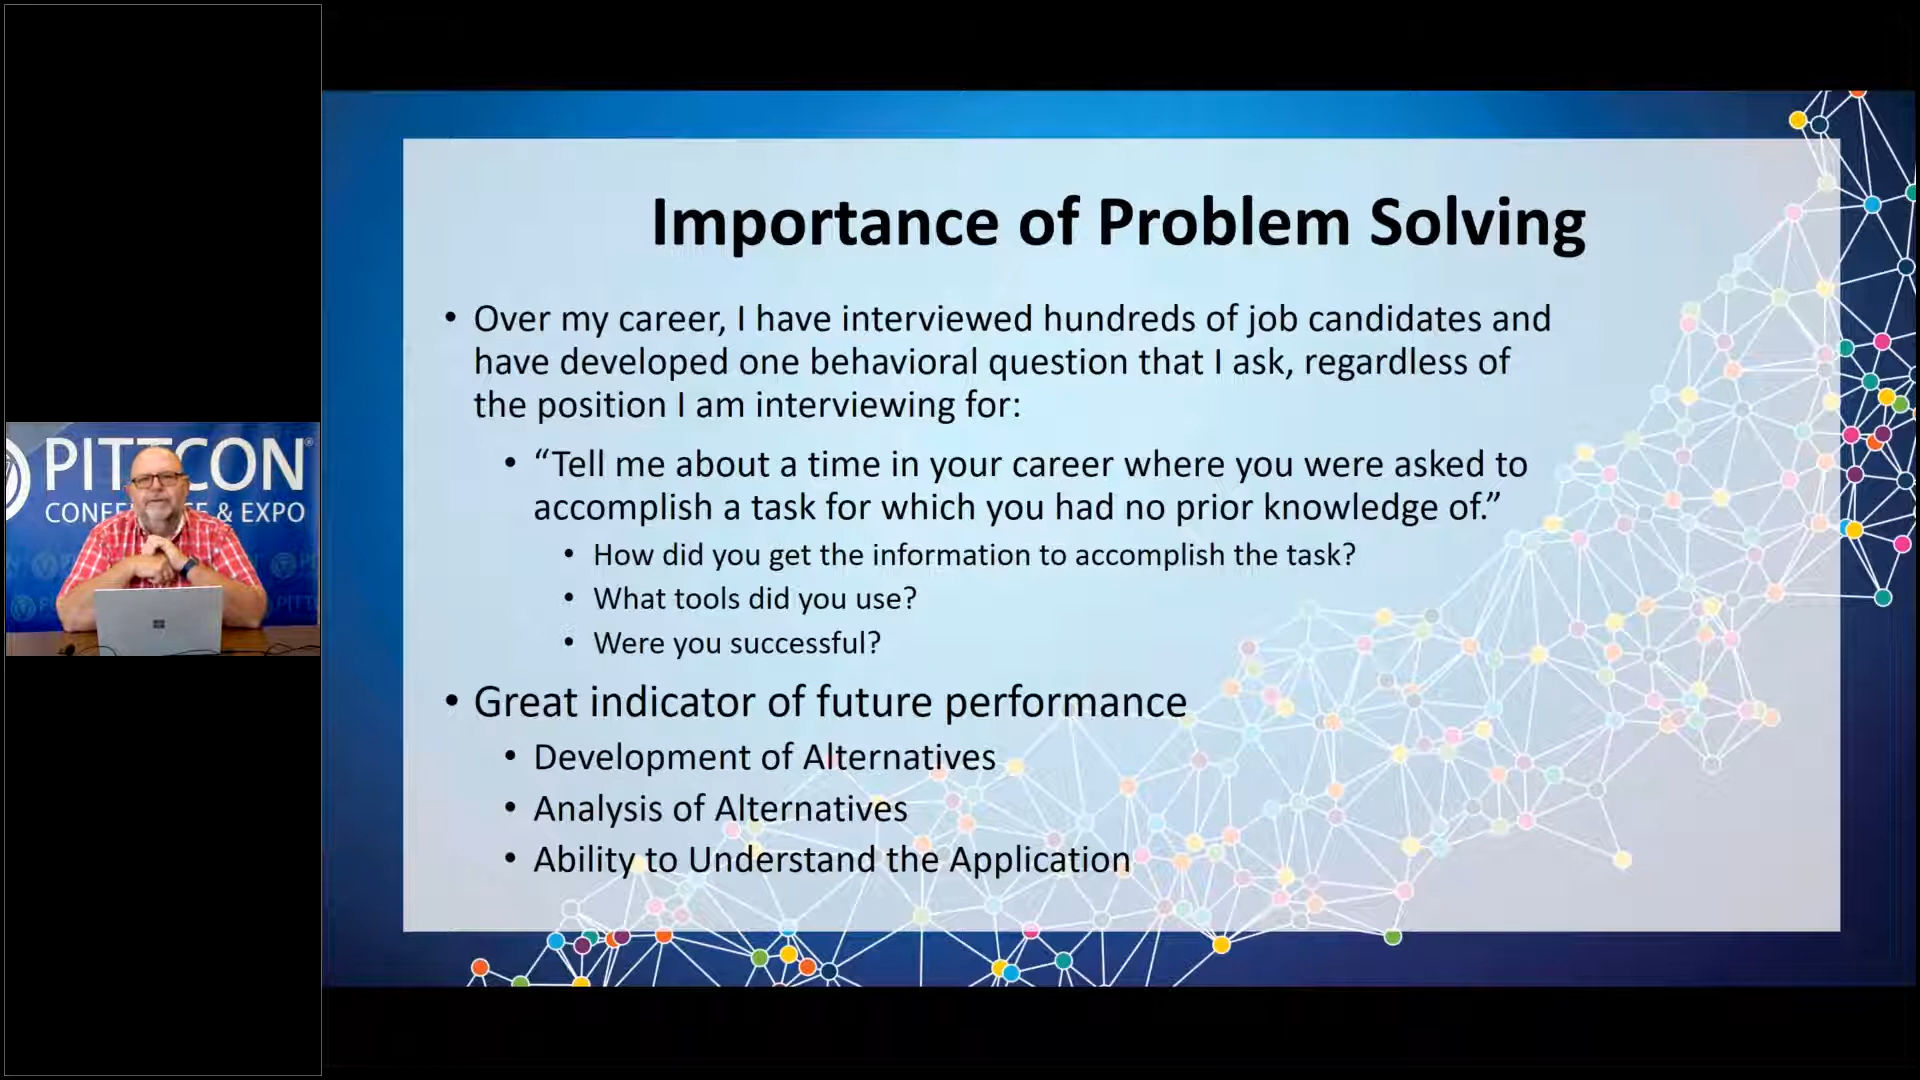 PITTCON®
CONFERENCE & EXPO
Importance of Problem Solving
• Over my career, I have interviewed hundreds of job candidates and
have developed one behavioral question that I ask, regardless of
the position I am interviewing for:
• “Tell me about a time in your career where you were asked to
accomplish a task for which you had no prior knowledge of.”
• How did you get the information to accomplish the task?
• What tools did you use?
• Were you successful?
• Great indicator of future performance
• Development of Alternatives
• Analysis of Alternatives
• Ability to Understand the Application